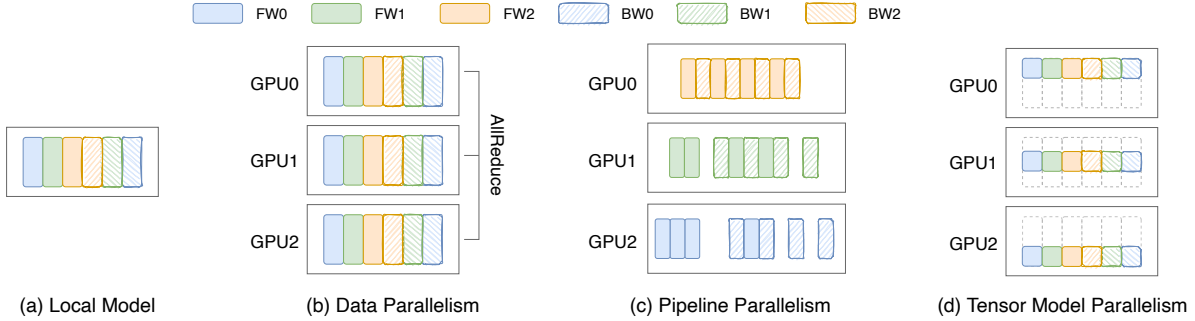 FW0 FW1 FW2 BW0 BW1 BW2
GPU0
GPU1
GPU2
AllReduce
GPU0
GPU1
GPU2
GPU0
GPU1
GPU2
(a) Local Model
(b) Data Parallelism
(c) Pipeline Parallelism
(d) Tensor Model Parallelism